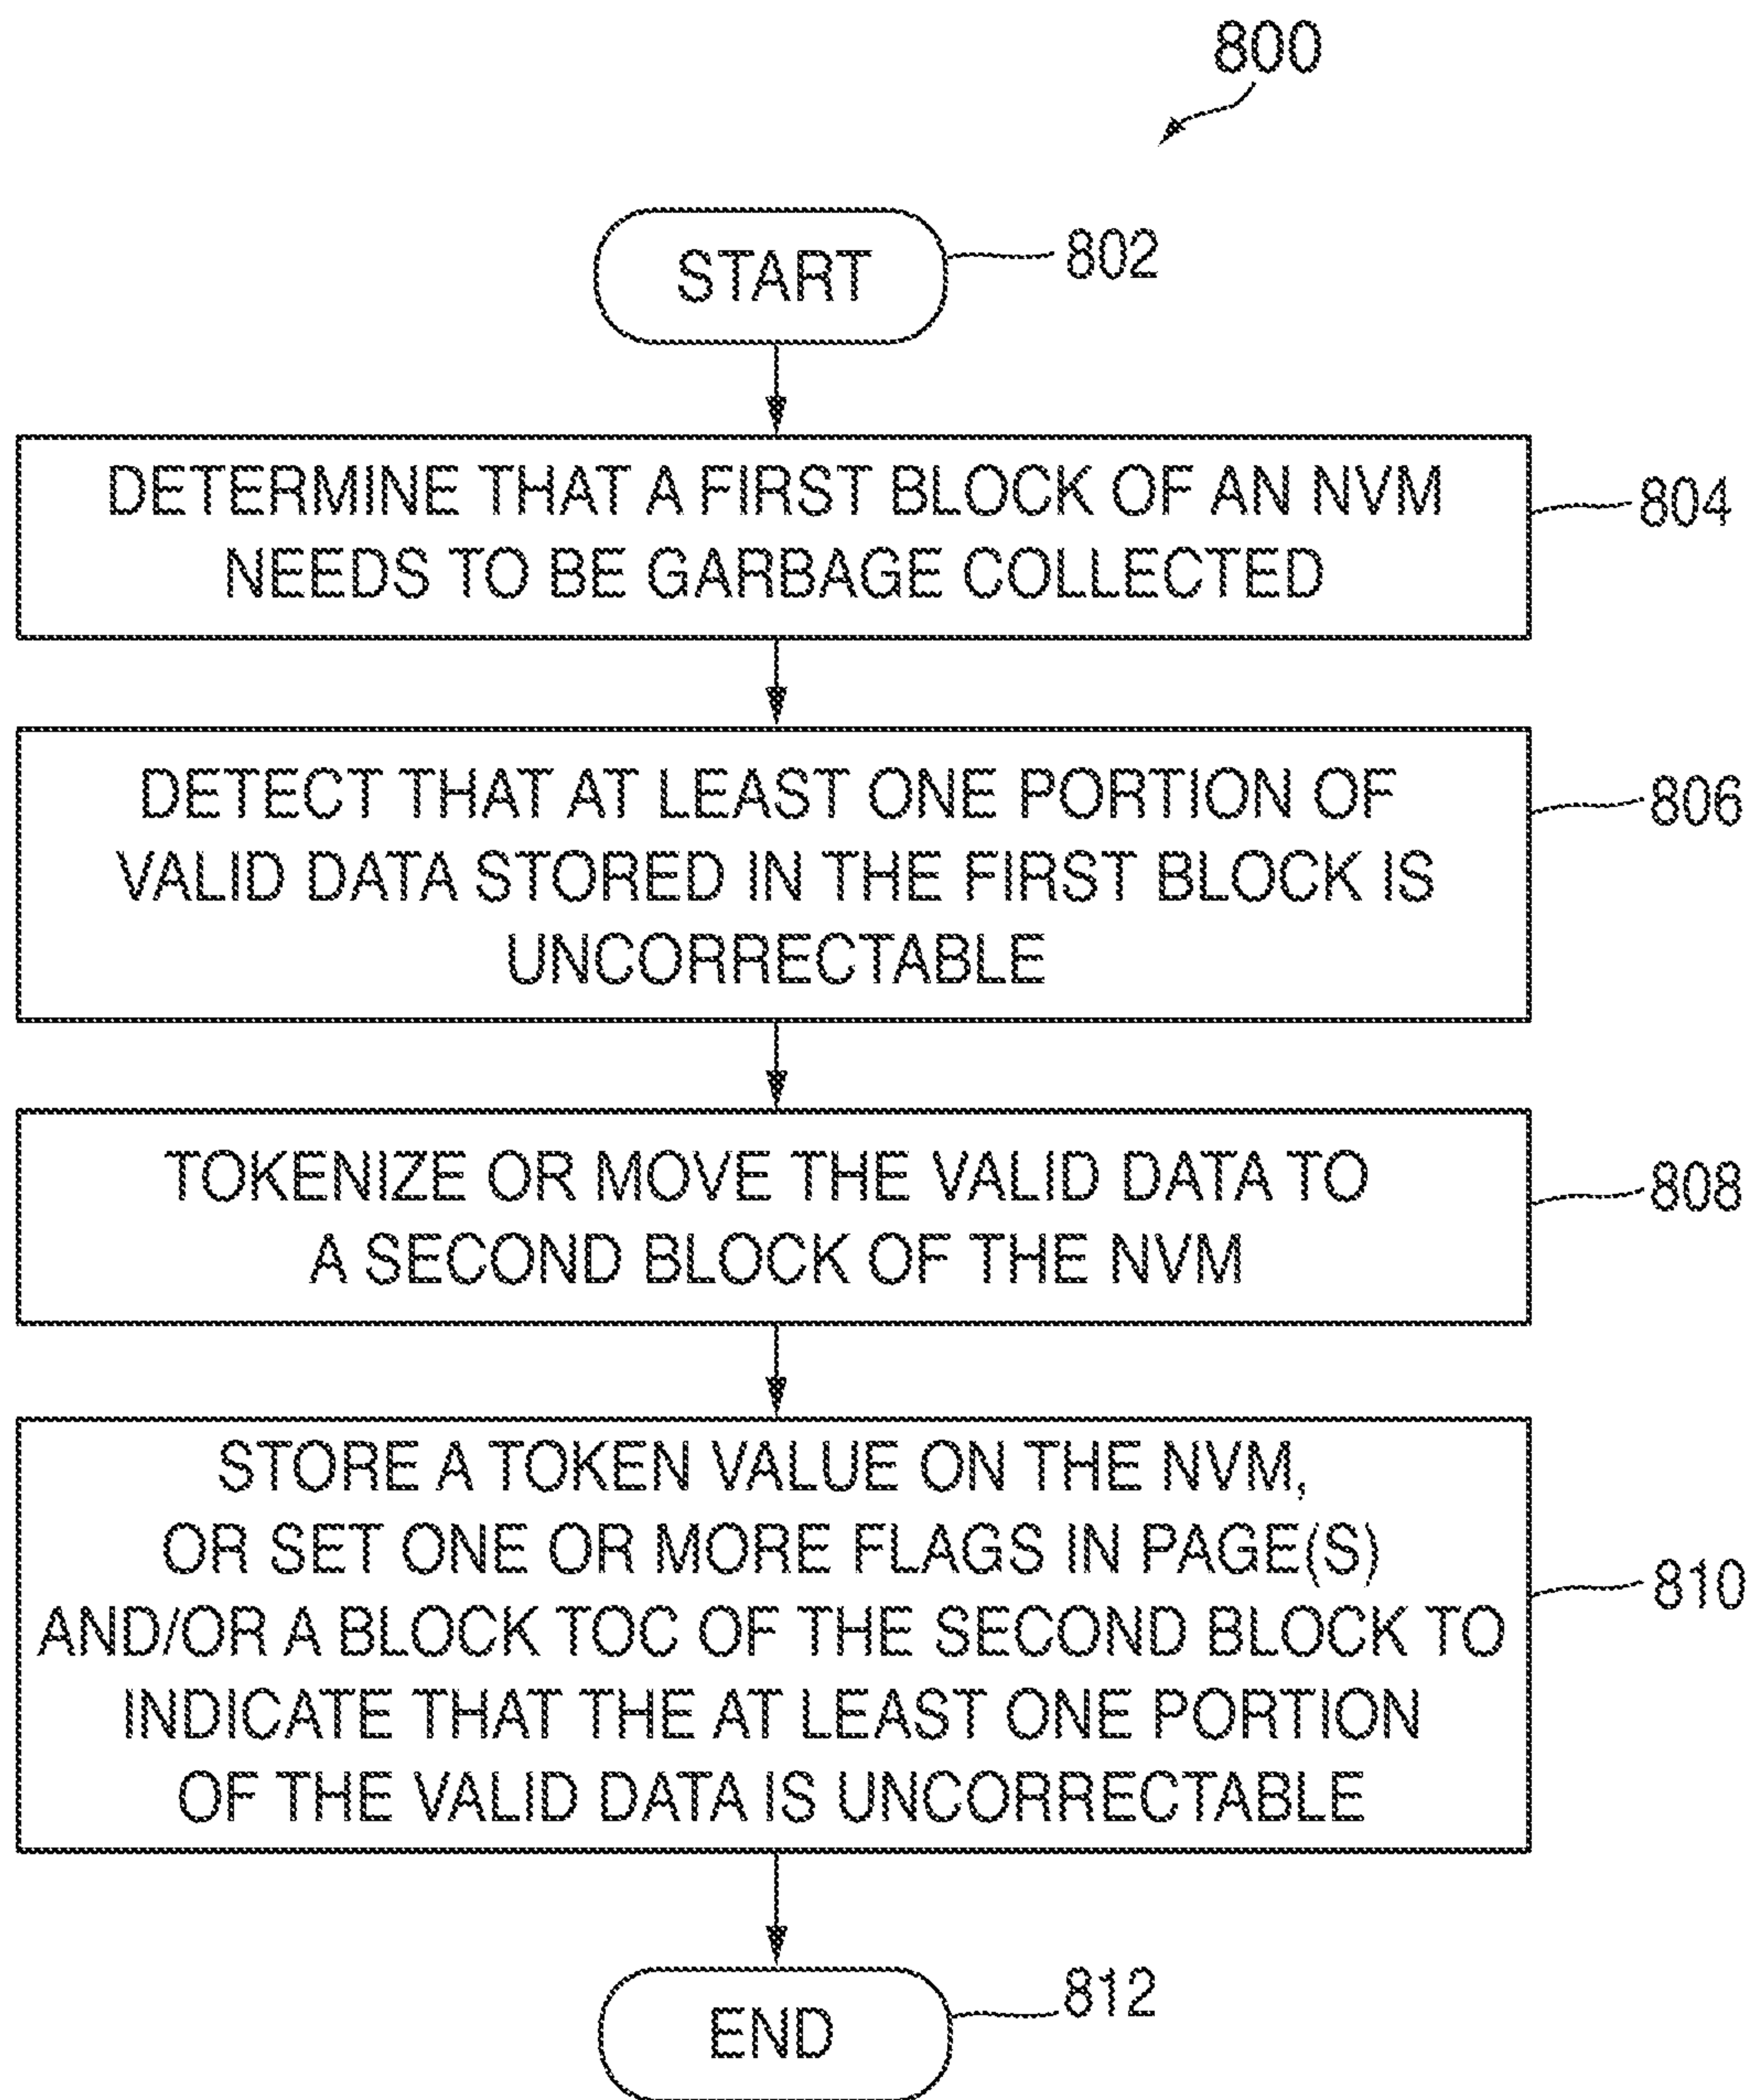 800
START
802
DETERMINE THAT A FIRST BLOCK OF AN NVM
NEEDS TO BE GARBAGE COLLECTED
804
DETECT THAT AT LEAST ONE PORTION OF
VALID DATA STORED IN THE FIRST BLOCK IS
UNCORRECTABLE
806
TOKENIZE OR MOVE THE VALID DATA TO
A SECOND BLOCK OF THE NVM
808
STORE A TOKEN VALUE ON THE NVM,
OR SET ONE OR MORE FLAGS IN PAGE(S)
AND/OR A BLOCK TOC OF THE SECOND BLOCK TO
INDICATE THAT THE AT LEAST ONE PORTION
OF THE VALID DATA IS UNCORRECTABLE
810
END
812